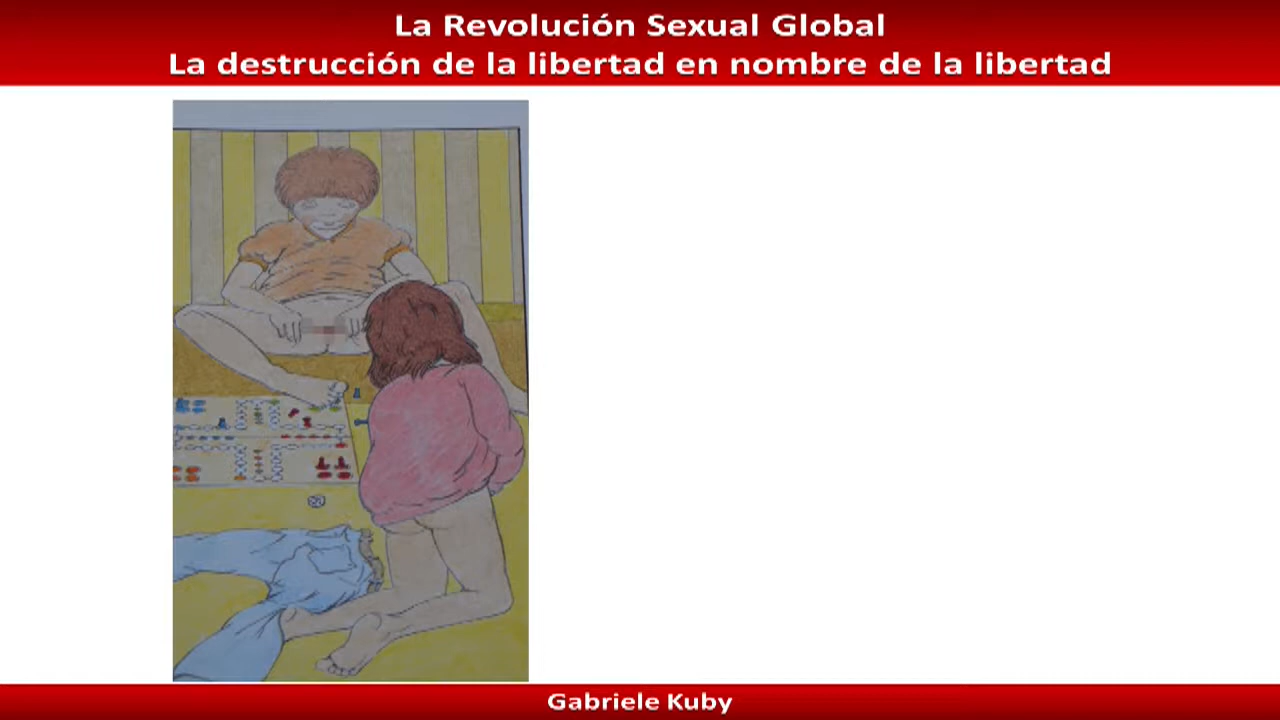 La Revolución Sexual Global
La destrucción de la libertad en nombre de la libertad
Gabriele Kuby